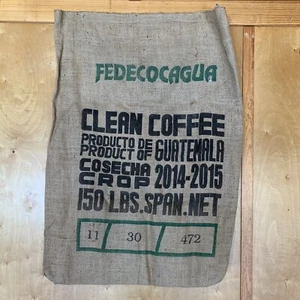 FEDECOCAGUA
CLEAN COFFEE
PRODUCTO DE
PRODUCT OF GUATEMALA
COSECHA
CROP 2014-2015
150 LBS.SPAN.NET
11 / 30 / 472